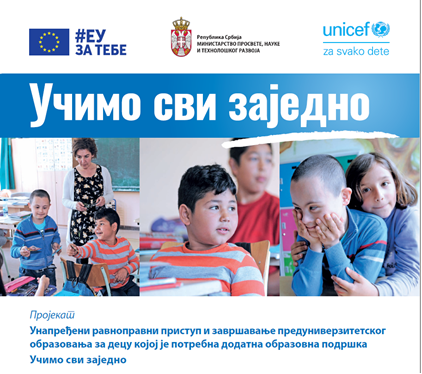 #ЕУ
ЗА ТЕБЕ
Република Србија
МИНИСТАРСТВО ПРОСВЕТЕ, НАУКЕ
И ТЕХНОЛОШКОГ РАЗВОЈА
unicef
za svako dete
Учимо сви заједно
Пројекат
Унапређени равноправни приступ и завршавање предуниверзитетског
образовања за децу којој је потребна додатна образовна подршка
Учимо сви заједно